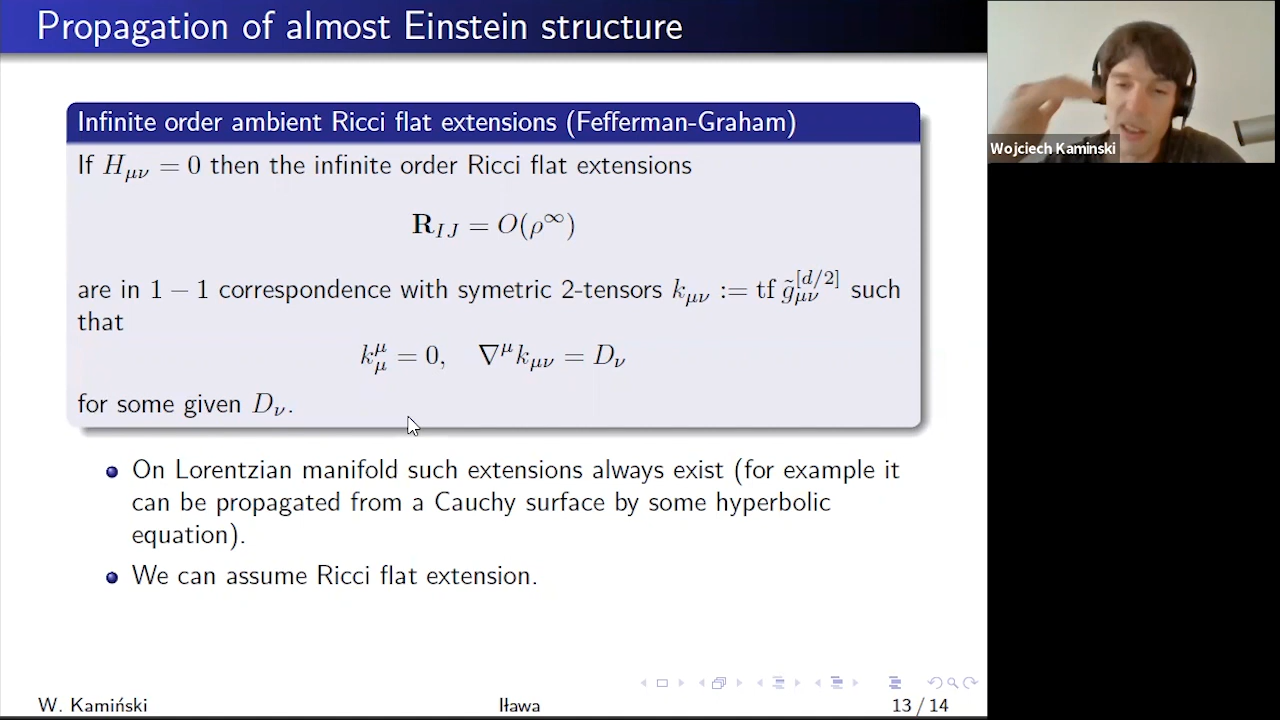 Propagation of almost Einstein structure
Infinite order ambient Ricci flat extensions (Fefferman-Graham)
If H_{μν} = 0 then the infinite order Ricci flat extensions
𝐑_{IJ} = O(ρ^∞)
are in 1 − 1 correspondence with symetric 2-tensors k_{μν} := tf g̃_{μν}^{[d/2]} such
that
k_μ^μ = 0, ∇^μ k_{μν} = D_ν
for some given D_ν.
On Lorentzian manifold such extensions always exist (for example it
can be propagated from a Cauchy surface by some hyperbolic
equation).
We can assume Ricci flat extension.
W. Kamiński
Iława
13 / 14
Wojciech Kaminski